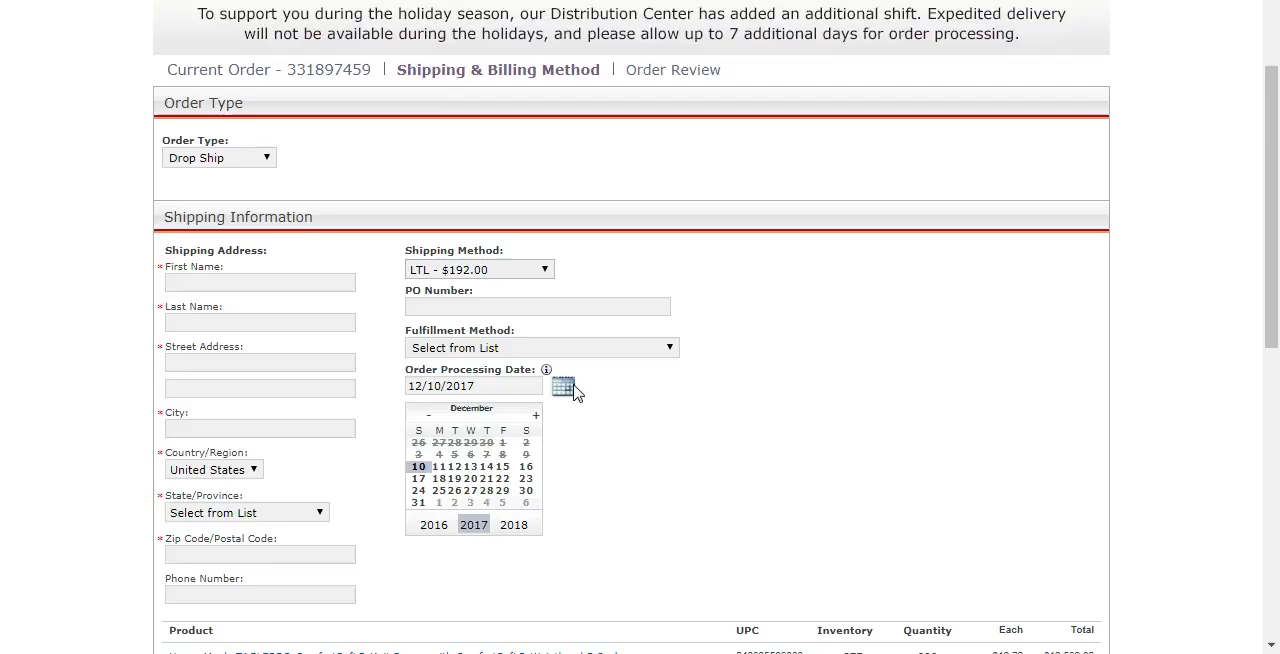 To support you during the holiday season, our Distribution Center has added an additional shift. Expedited delivery
will not be available during the holidays, and please allow up to 7 additional days for order processing.
Current Order - 331897459 | Shipping & Billing Method | Order Review
Order Type
Order Type:
Drop Ship
Shipping Information
Shipping Address:
* First Name:
* Last Name:
* Street Address:
* City:
* Country/Region:
United States
* State/Province:
Select from List
* Zip Code/Postal Code:
Phone Number:
Shipping Method:
LTL - $192.00
PO Number:
Fulfillment Method:
Select from List
Order Processing Date:
12/10/2017
December
- +
S M T W T F S
26 27 28 29 30 1 2
3 4 5 6 7 8 9
10 11 12 13 14 15 16
17 18 19 20 21 22 23
24 25 26 27 28 29 30
31 1 2 3 4 5 6
2016 2017 2018
Product UPC Inventory Quantity Each Total